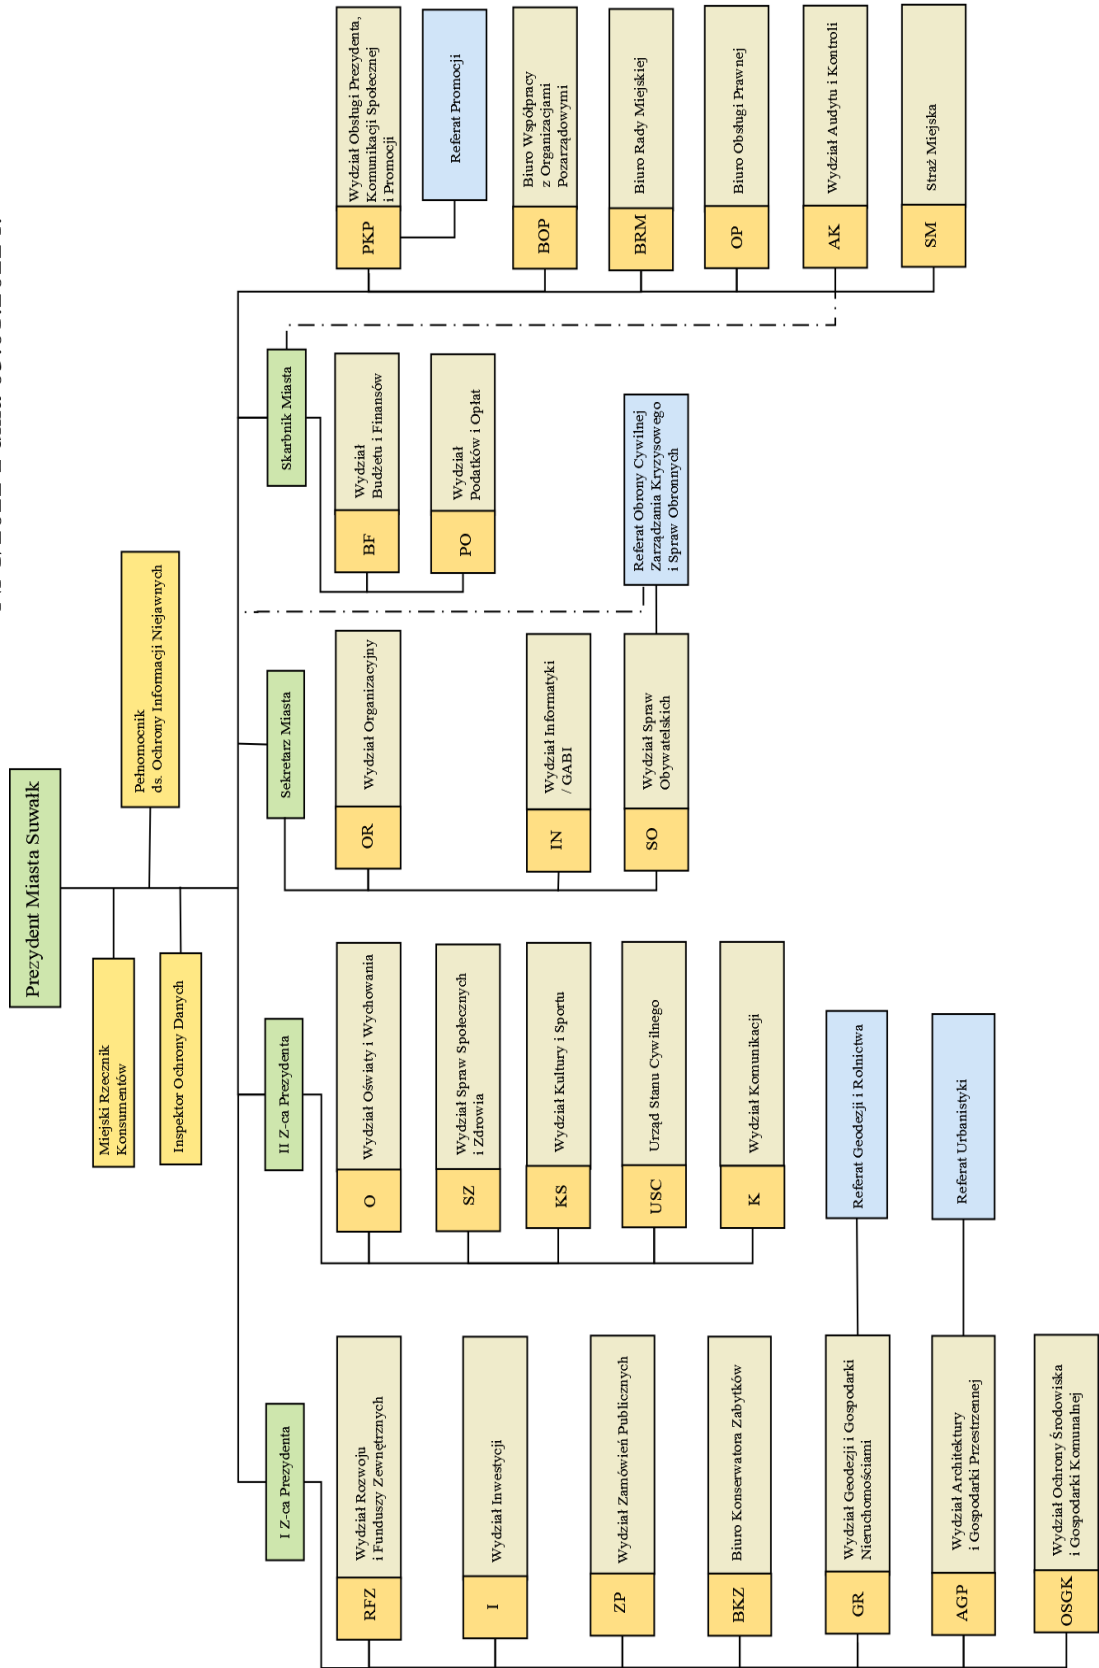 Prezydent Miasta Suwałk
Miejski Rzecznik
Konsumentów
Inspektor Ochrony Danych
Pełnomocnik
ds. Ochrony Informacji Niejawnych
I Z-ca Prezydenta
RFZ
Wydział Rozwoju
i Funduszy Zewnętrznych
I
Wydział Inwestycji
ZP
Wydział Zamówień Publicznych
BKZ
Biuro Konserwatora Zabytków
GR
Wydział Geodezji i Gospodarki
Nieruchomościami
Referat Geodezji i Rolnictwa
AGP
Wydział Architektury
i Gospodarki Przestrzennej
Referat Urbanistyki
OSGK
Wydział Ochrony Środowiska
i Gospodarki Komunalnej
II Z-ca Prezydenta
O
Wydział Oświaty i Wychowania
SZ
Wydział Spraw Społecznych
i Zdrowia
KS
Wydział Kultury i Sportu
USC
Urząd Stanu Cywilnego
K
Wydział Komunikacji
Sekretarz Miasta
OR
Wydział Organizacyjny
IN
Wydział Informatyki
/ GABI
SO
Wydział Spraw
Obywatelskich
Referat Obrony Cywilnej
Zarządzania Kryzysowego
i Spraw Obronnych
Skarbnik Miasta
BF
Wydział
Budżetu i Finansów
PO
Wydział
Podatków i Opłat
PKP
Wydział Obsługi Prezydenta,
Komunikacji Społecznej
i Promocji
Referat Promocji
BOP
Biuro Współpracy
z Organizacjami
Pozarządowymi
BRM
Biuro Rady Miejskiej
OP
Biuro Obsługi Prawnej
AK
Wydział Audytu i Kontroli
SM
Straż Miejska